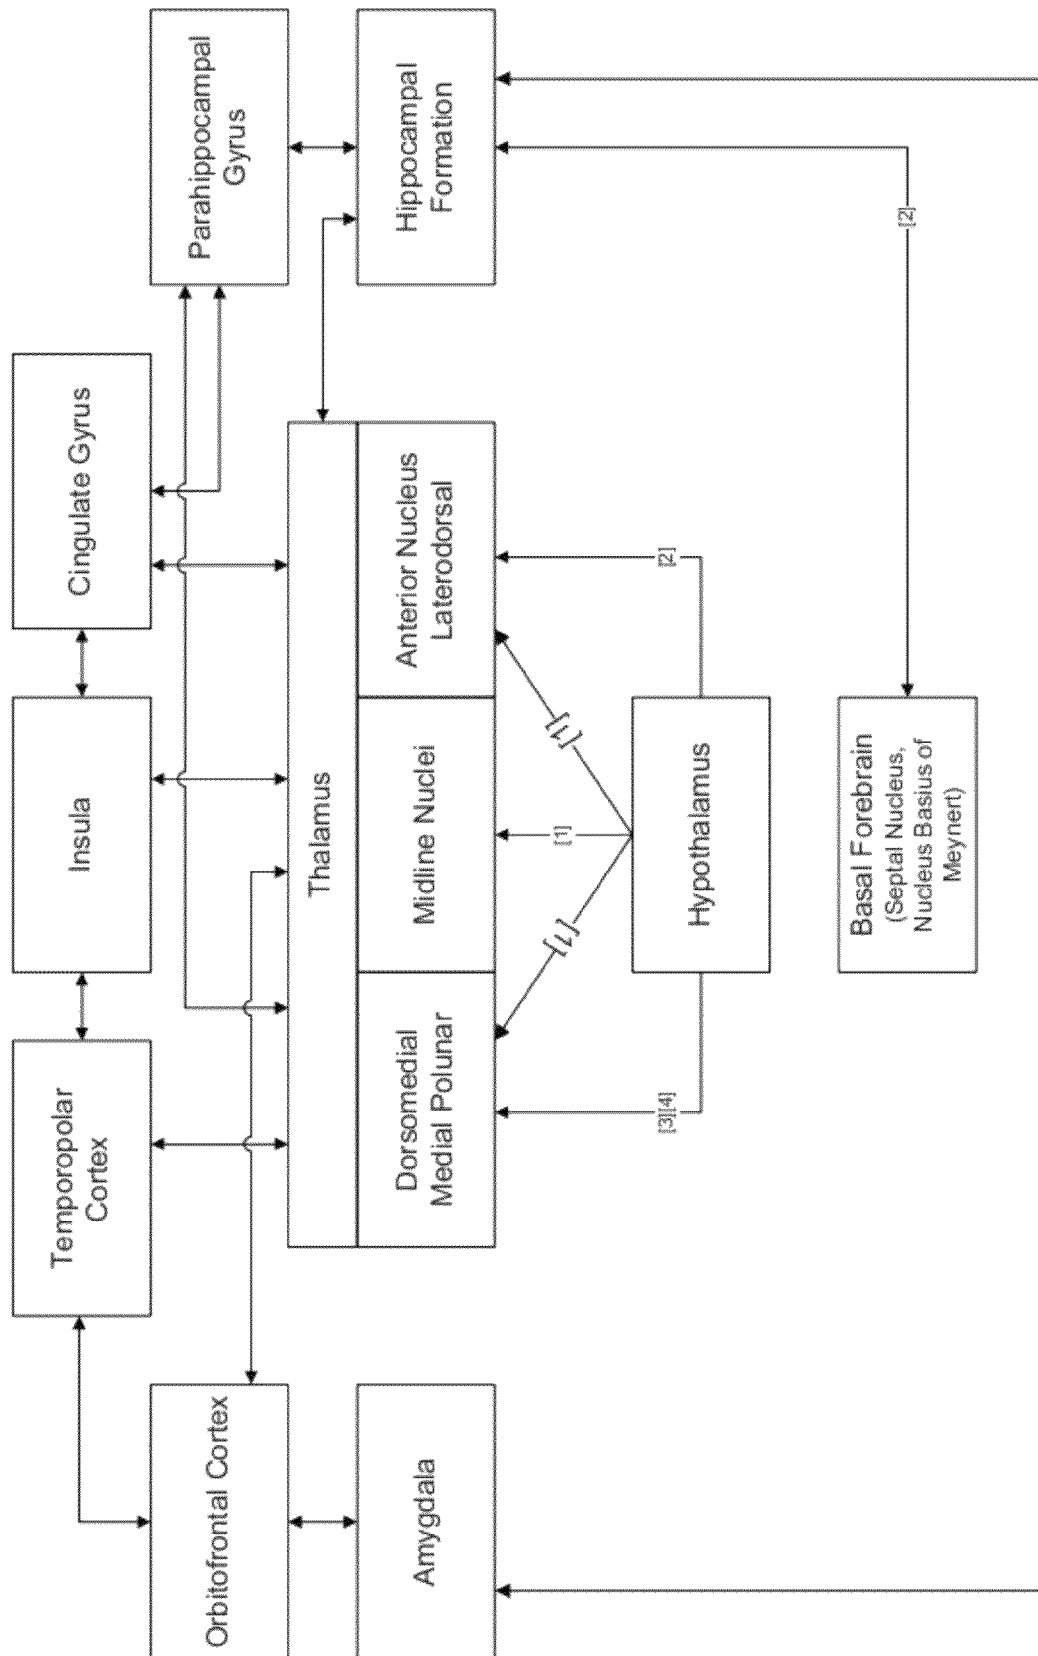 Temporopolar
Cortex
Insula
Cingulate Gyrus
Orbitofrontal Cortex
Parahippocampal
Gyrus
Thalamus
Amygdala
Dorsomedial
Medial Polunar
Midline Nuclei
Anterior Nucleus
Laterodorsal
Hippocampal
Formation
[1]
[1]
[1]
[3][4]
[2]
Hypothalamus
[2]
Basal Forebrain
(Septal Nucleus,
Nucleus Basius of
Meynert)